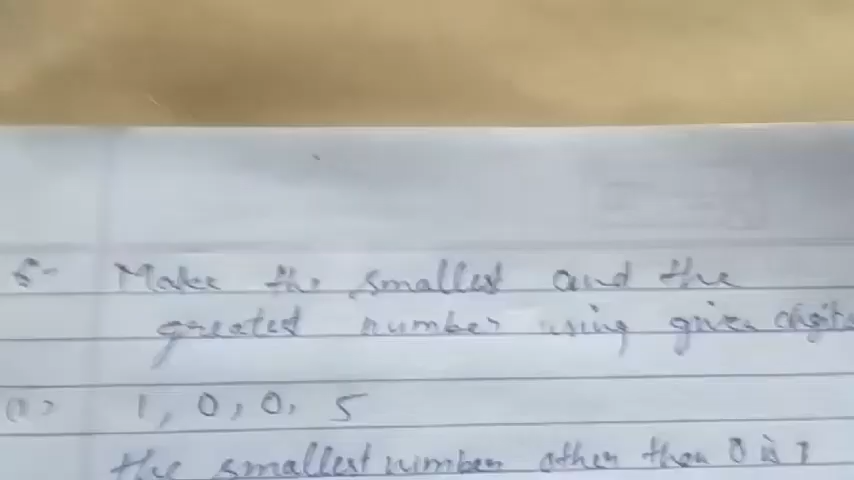 5- Make the smallest and the
greatest number using given digits
(1) 1, 0, 0, 5
the smallest number other than 0 is 1